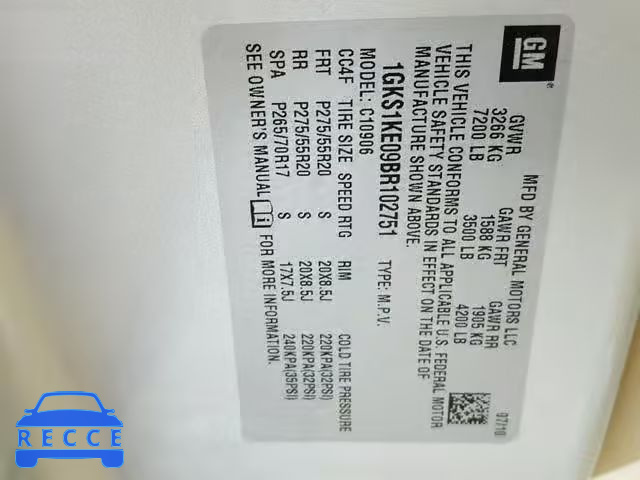 GM
MFD BY GENERAL MOTORS LLC
07/10
GVWR GAWR FRT GAWR RR
3266 KG 1588 KG 1905 KG
7200 LB 3500 LB 4200 LB
THIS VEHICLE CONFORMS TO ALL APPLICABLE U.S. FEDERAL MOTOR
VEHICLE SAFETY STANDARDS IN EFFECT ON THE DATE OF
MANUFACTURE SHOWN ABOVE.
1GKS1KE09BR102751 TYPE: M.P.V.
MODEL: C10906
CC4F TIRE SIZE SPEED RTG RIM COLD TIRE PRESSURE
FRT P275/55R20 S 20X8.5J 220KPA(32PSI)
RR P275/55R20 S 20X8.5J 220KPA(32PSI)
SPA P265/70R17 S 17X7.5J 240KPA(35PSI)
SEE OWNER'S MANUAL FOR MORE INFORMATION.
RECCE